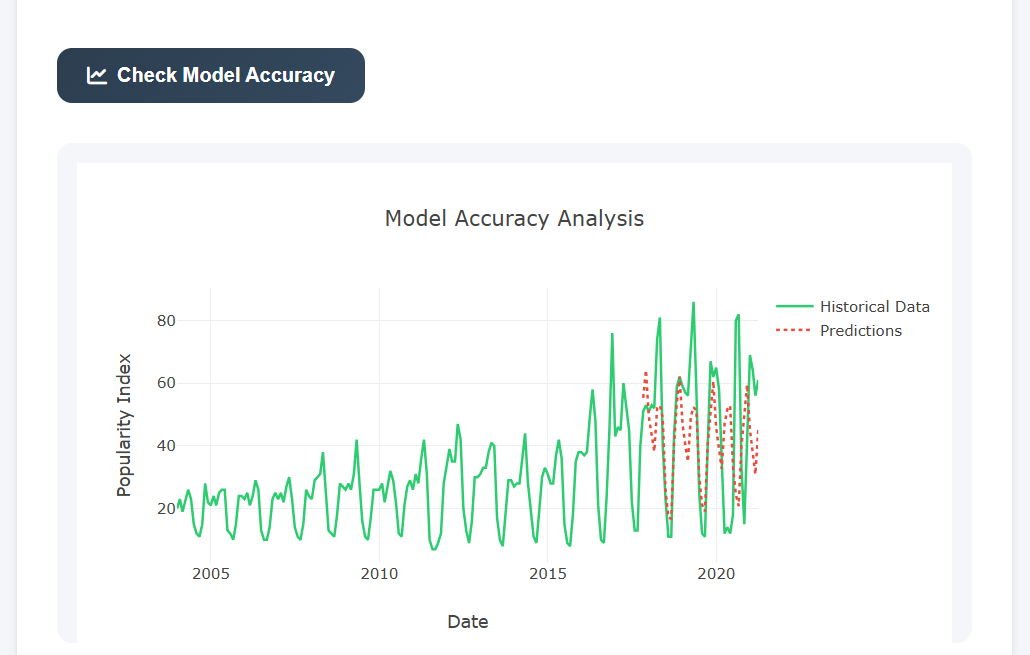 Check Model Accuracy
Model Accuracy Analysis
Historical Data
Predictions
80
60
40
20
Popularity Index
2005
2010
2015
2020
Date